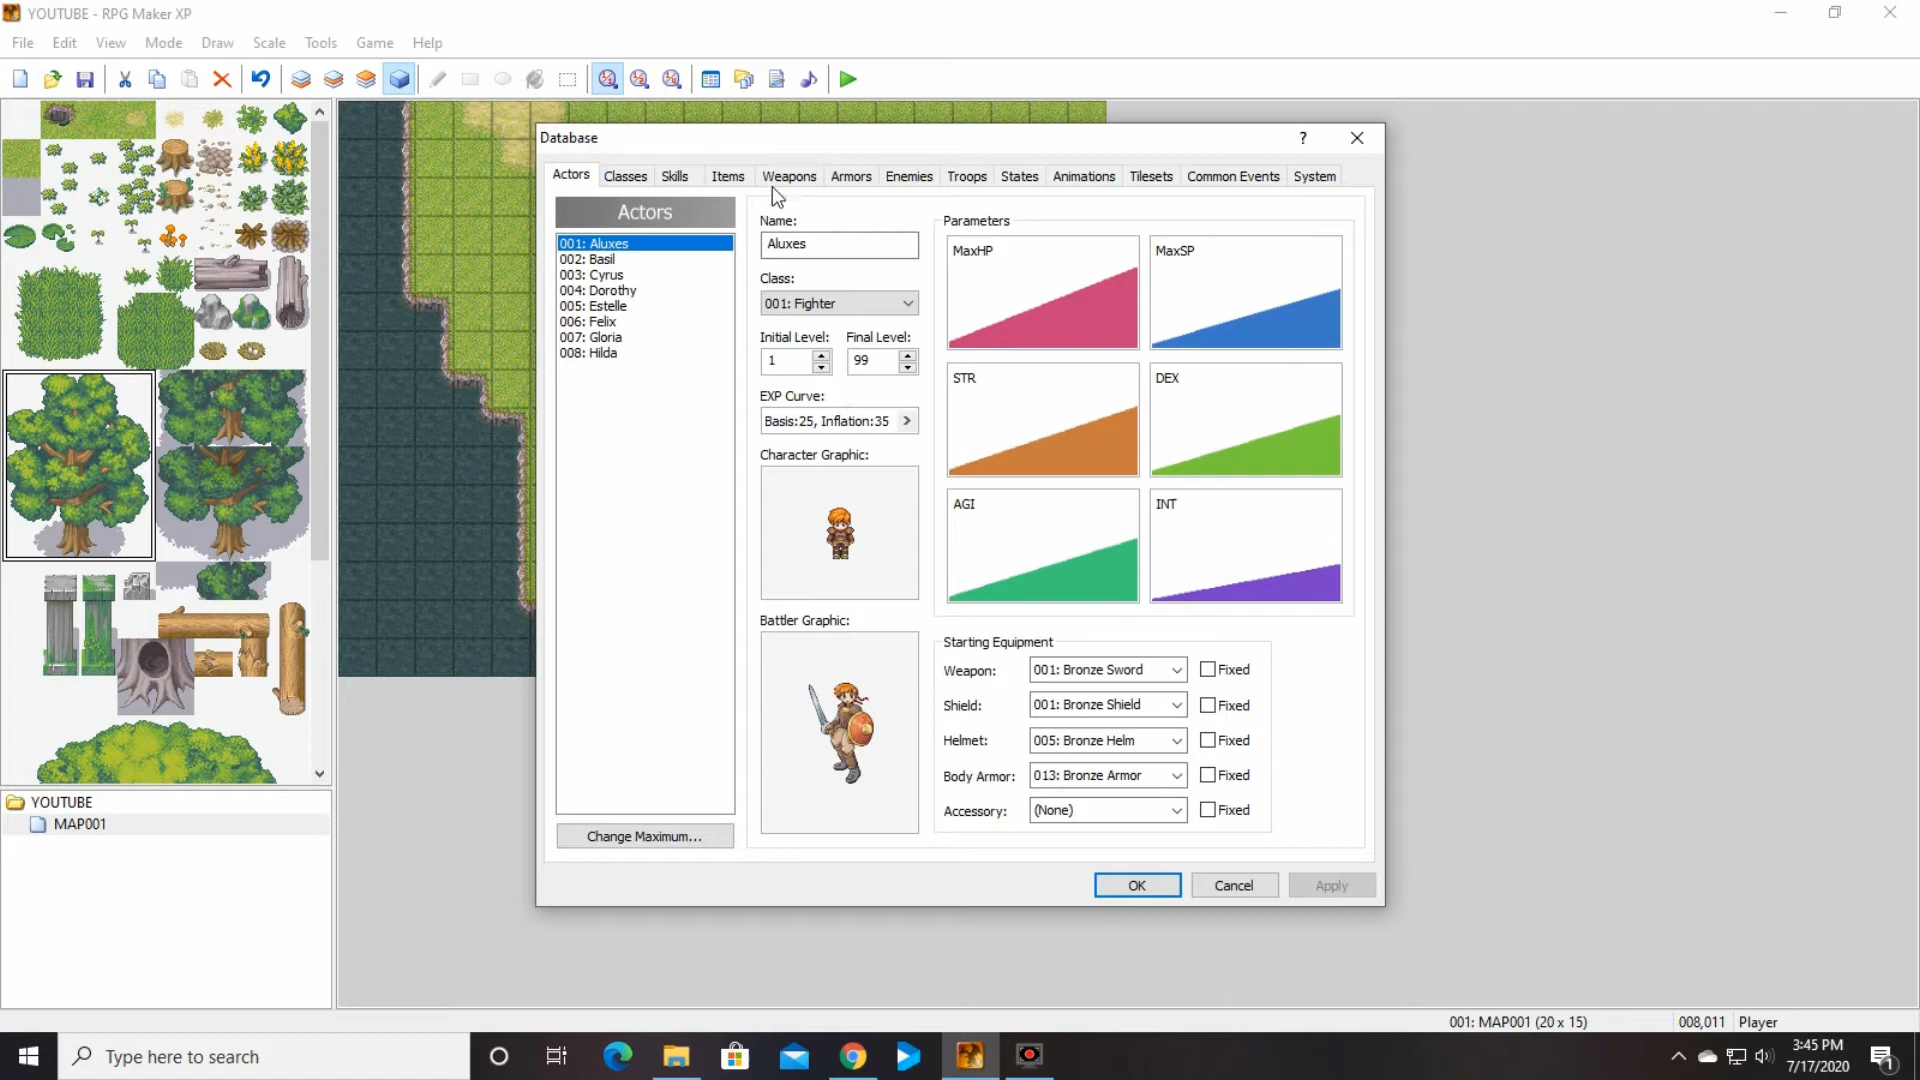 YOUTUBE - RPG Maker XP
File Edit View Mode Draw Scale Tools Game Help
Database
?
Actors Classes Skills Items Weapons Armors Enemies Troops States Animations Tilesets Common Events System
Actors
001: Aluxes
002: Basil
003: Cyrus
004: Dorothy
005: Estelle
006: Felix
007: Gloria
008: Hilda
Change Maximum...
Name:
Aluxes
Class:
001: Fighter
Initial Level: Final Level:
1 99
EXP Curve:
Basis:25, Inflation:35 >
Character Graphic:
Battler Graphic:
Parameters
MaxHP MaxSP
STR DEX
AGI INT
Starting Equipment
Weapon: 001: Bronze Sword Fixed
Shield: 001: Bronze Shield Fixed
Helmet: 005: Bronze Helm Fixed
Body Armor: 013: Bronze Armor Fixed
Accessory: (None) Fixed
OK Cancel Apply
YOUTUBE
MAP001
001: MAP001 (20 x 15) 008,011 Player
Type here to search
3:45 PM
7/17/2020
1